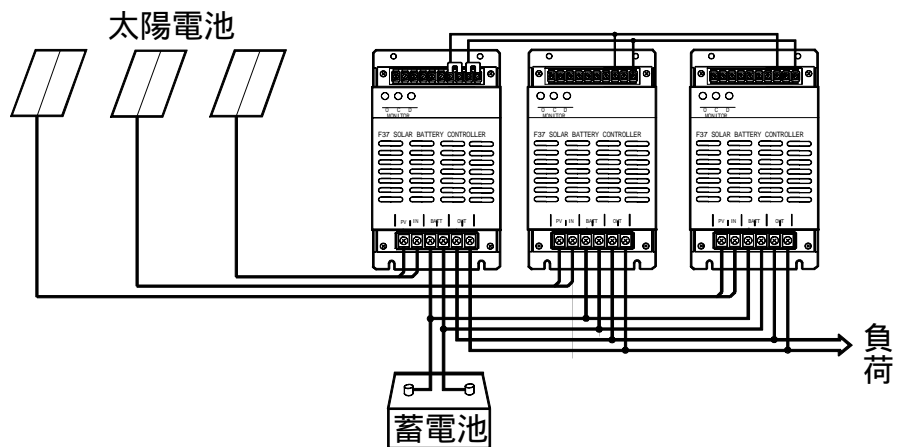 太陽電池
O C D
MONITOR
F37 SOLAR BATTERY CONTROLLER
PV IN BATT OUT
O C D
MONITOR
F37 SOLAR BATTERY CONTROLLER
PV IN BATT OUT
O C D
MONITOR
F37 SOLAR BATTERY CONTROLLER
PV IN BATT OUT
負荷
蓄電池